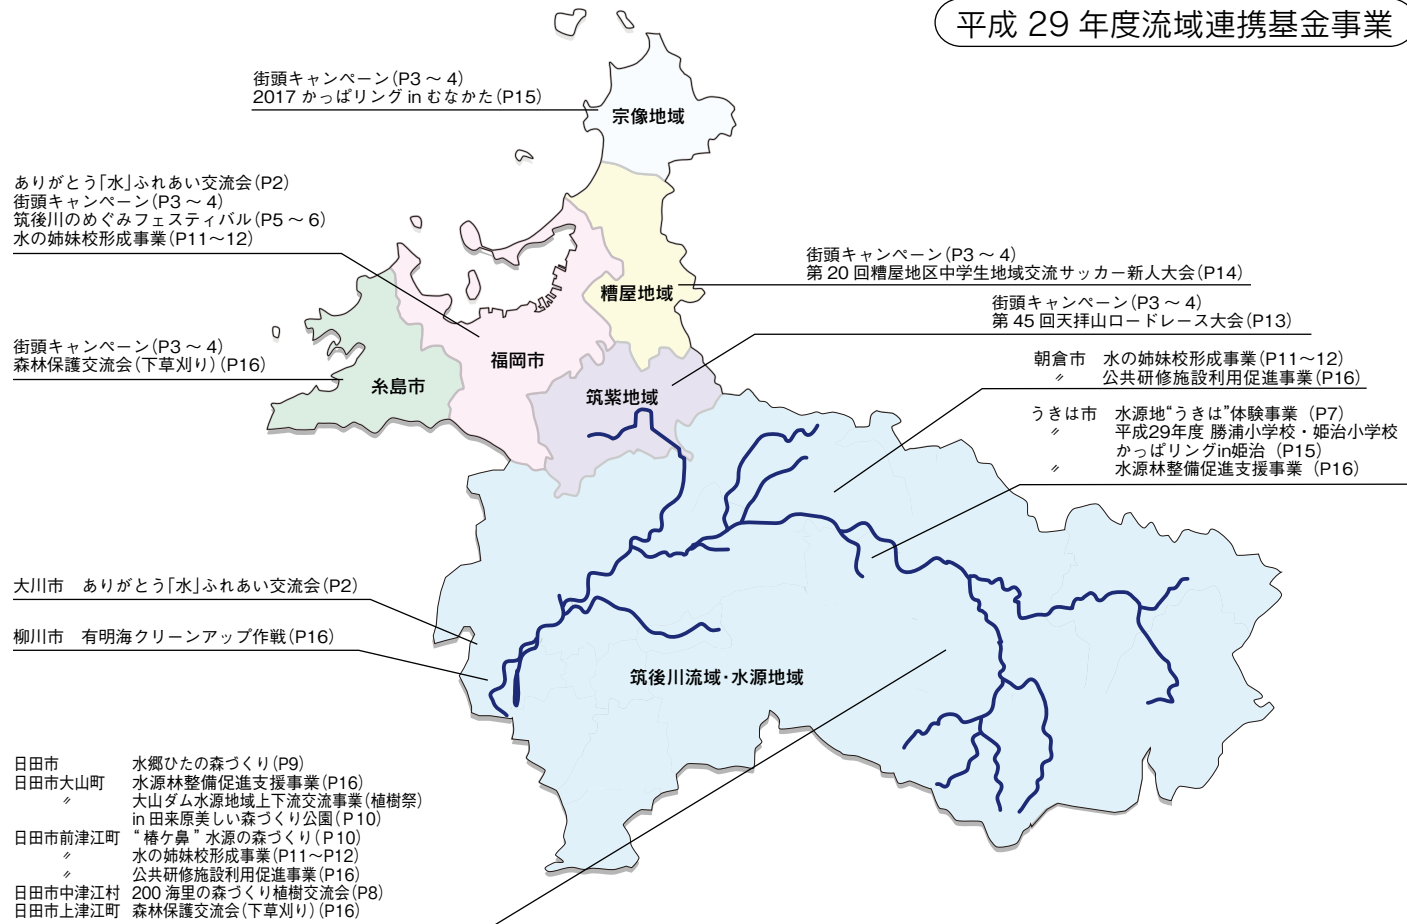 平成 29 年度流域連携基金事業
街頭キャンペーン(P3 ～ 4)
2017 かっぱリング in むなかた(P15)
宗像地域
ありがとう「水」ふれあい交流会(P2)
街頭キャンペーン(P3 ～ 4)
筑後川のめぐみフェスティバル(P5 ～ 6)
水の姉妹校形成事業(P11～12)
街頭キャンペーン(P3 ～ 4)
第 20 回糟屋地区中学生地域交流サッカー新人大会(P14)
糟屋地域
街頭キャンペーン(P3 ～ 4)
第 45 回天拝山ロードレース大会(P13)
街頭キャンペーン(P3 ～ 4)
森林保護交流会(下草刈り)(P16)
福岡市
糸島市
筑紫地域
朝倉市 水の姉妹校形成事業(P11～12)
〃 公共研修施設利用促進事業(P16)
うきは市 水源地“うきは”体験事業 (P7)
〃 平成29年度 勝浦小学校・姫治小学校
かっぱリングin姫治 (P15)
〃 水源林整備促進支援事業 (P16)
大川市 ありがとう「水」ふれあい交流会(P2)
柳川市 有明海クリーンアップ作戦(P16)
筑後川流域･水源地域
日田市 水郷ひたの森づくり(P9)
日田市大山町 水源林整備促進支援事業(P16)
〃 大山ダム水源地域上下流交流事業(植樹祭)
in 田来原美しい森づくり公園(P10)
日田市前津江町 “椿ケ鼻”水源の森づくり(P10)
〃 水の姉妹校形成事業(P11～P12)
〃 公共研修施設利用促進事業(P16)
日田市中津江村 200 海里の森づくり植樹交流会(P8)
日田市上津江町 森林保護交流会(下草刈り)(P16)